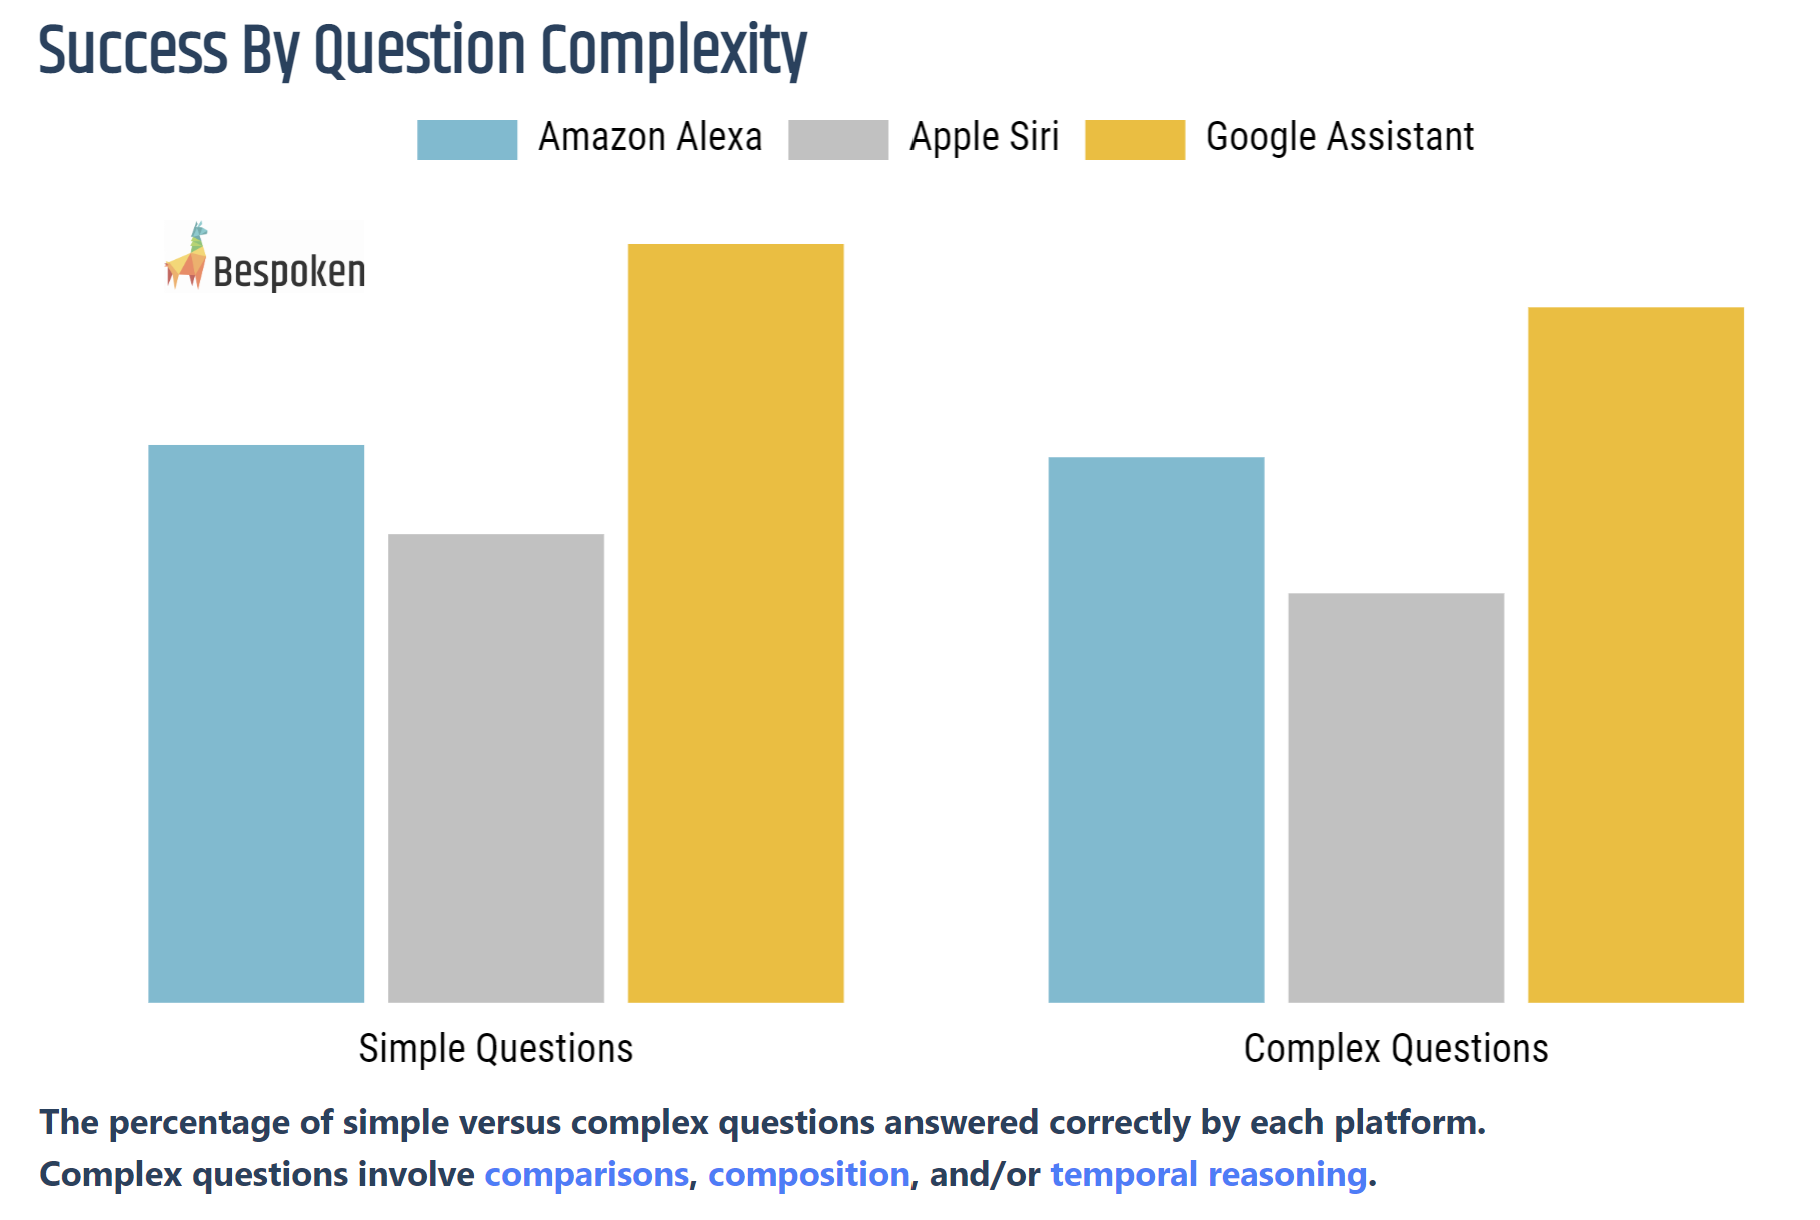 Success By Question Complexity
Amazon Alexa Apple Siri Google Assistant
Bespoken
Simple Questions Complex Questions
The percentage of simple versus complex questions answered correctly by each platform.
Complex questions involve comparisons, composition, and/or temporal reasoning.